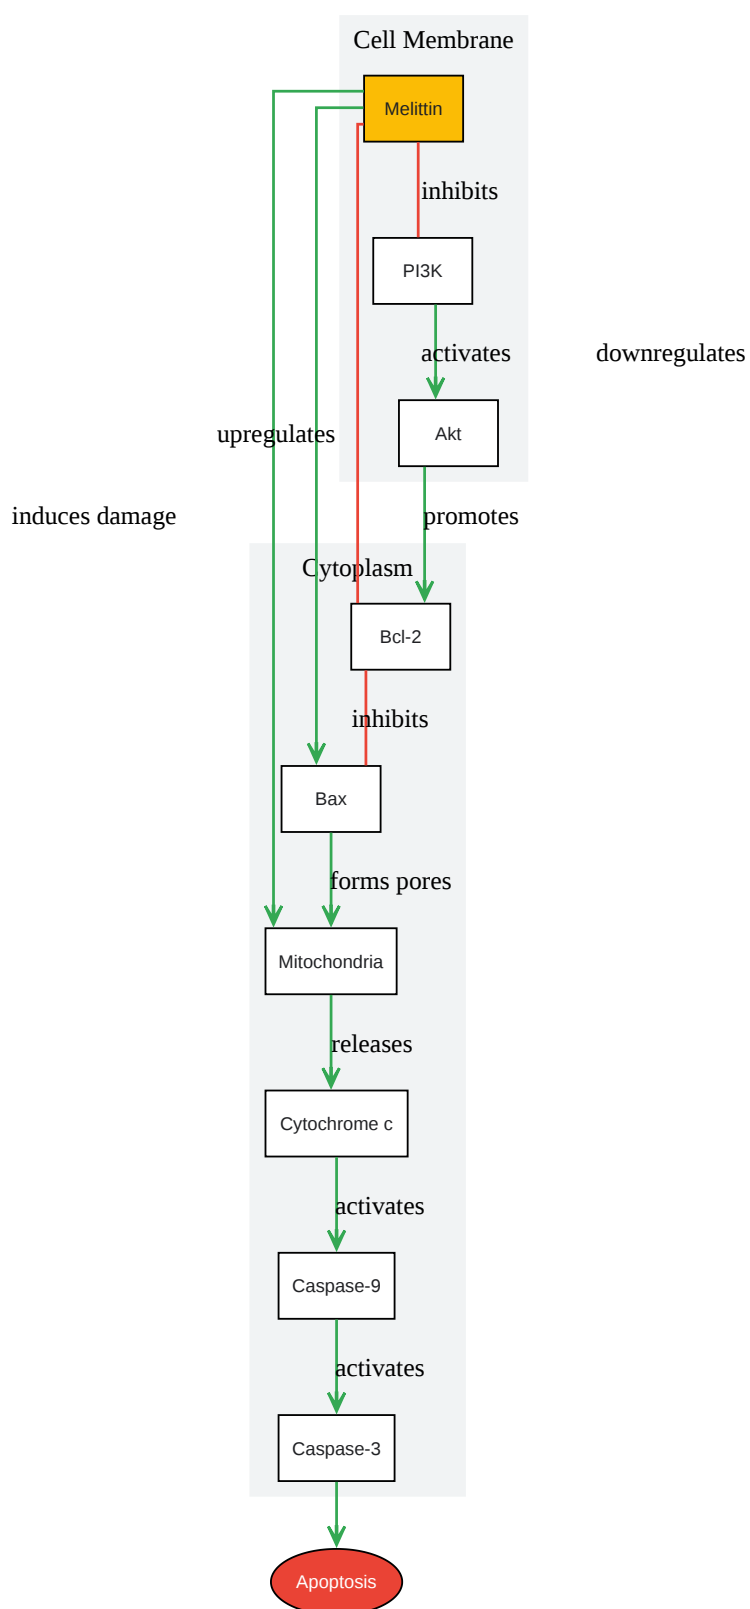 Cell Membrane
Melittin
inhibits
PI3K
activates
downregulates
Akt
upregulates
induces damage
promotes
Cytoplasm
Bcl-2
inhibits
Bax
forms pores
Mitochondria
releases
Cytochrome c
activates
Caspase-9
activates
Caspase-3
Apoptosis